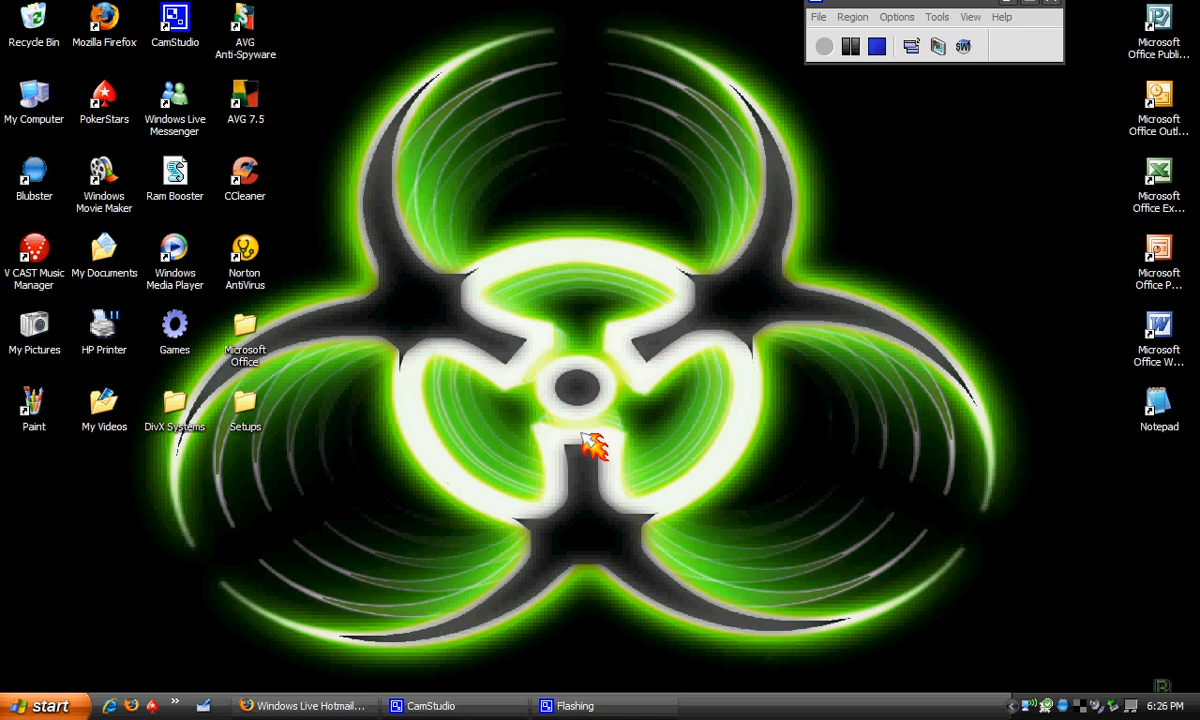 File Region Options Tools View Help
Recycle Bin
Mozilla Firefox
CamStudio
AVG
Anti-Spyware
Microsoft
Office Publi...
My Computer
PokerStars
Windows Live
Messenger
AVG 7.5
Microsoft
Office Outl...
Blubster
Windows
Movie Maker
Ram Booster
CCleaner
Microsoft
Office Ex...
V CAST Music
Manager
My Documents
Windows
Media Player
Norton
AntiVirus
Microsoft
Office P...
My Pictures
HP Printer
Games
Microsoft
Office
Microsoft
Office W...
Paint
My Videos
DivX Systems
Setups
Notepad
start
Windows Live Hotmail...
CamStudio
Flashing
6:26 PM